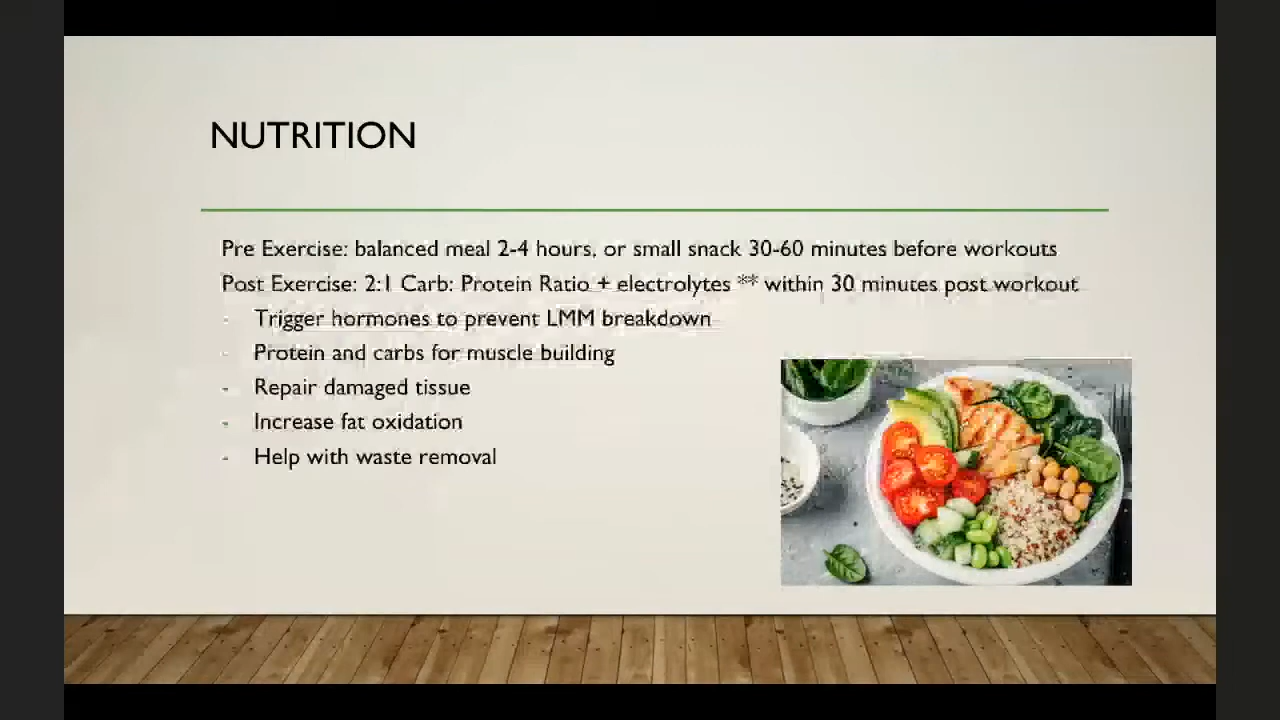 NUTRITION
Pre Exercise: balanced meal 2-4 hours, or small snack 30-60 minutes before workouts
Post Exercise: 2:1 Carb: Protein Ratio + electrolytes ** within 30 minutes post workout
- Trigger hormones to prevent LMM breakdown
- Protein and carbs for muscle building
- Repair damaged tissue
- Increase fat oxidation
- Help with waste removal